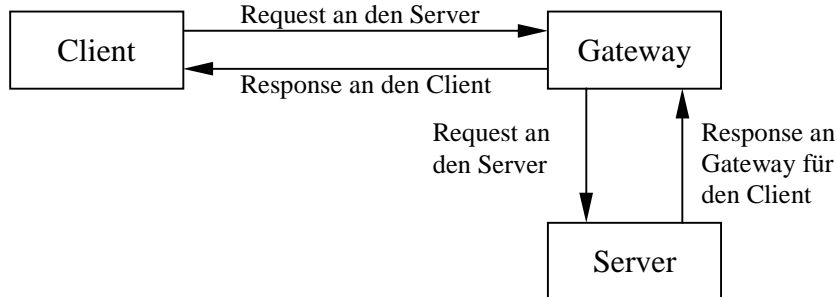 Request an den Server
Client
Gateway
Response an den Client
Request an
den Server
Response an
Gateway für
den Client
Server